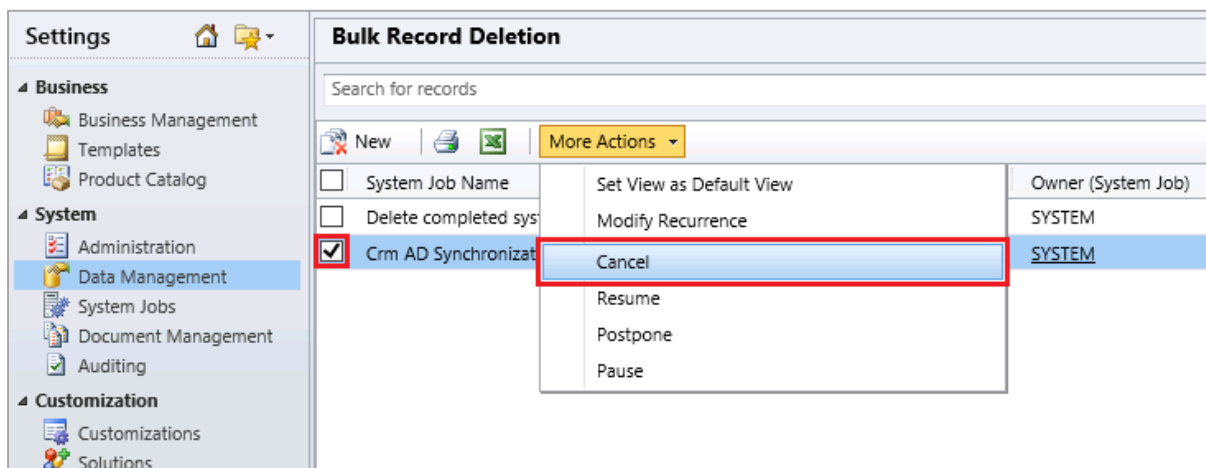 Settings
Business
Business Management
Templates
Product Catalog
System
Administration
Data Management
System Jobs
Document Management
Auditing
Customization
Customizations
Solutions
Bulk Record Deletion
Search for records
New
More Actions
System Job Name
Owner (System Job)
Delete completed
SYSTEM
Crm AD
SYSTEM
Set View as Default View
Modify Recurrence
Cancel
Resume
Postpone
Pause